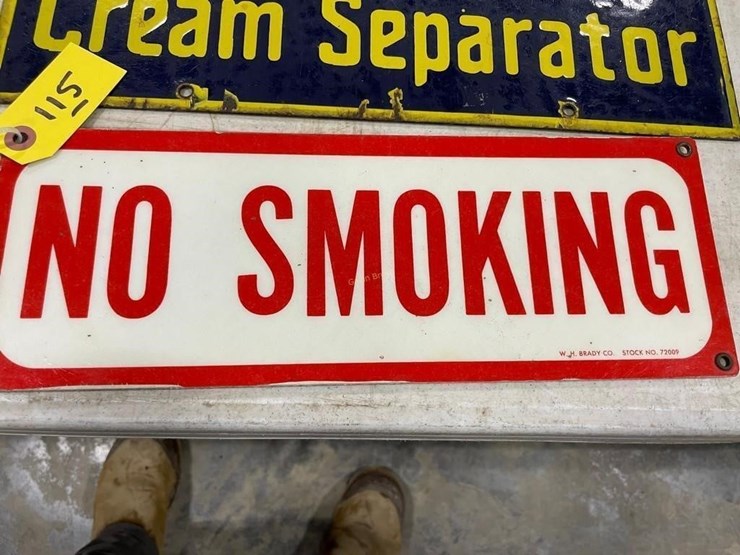 Cream Separator
115
NO SMOKING
W.H. BRADY CO. STOCK NO. 72009